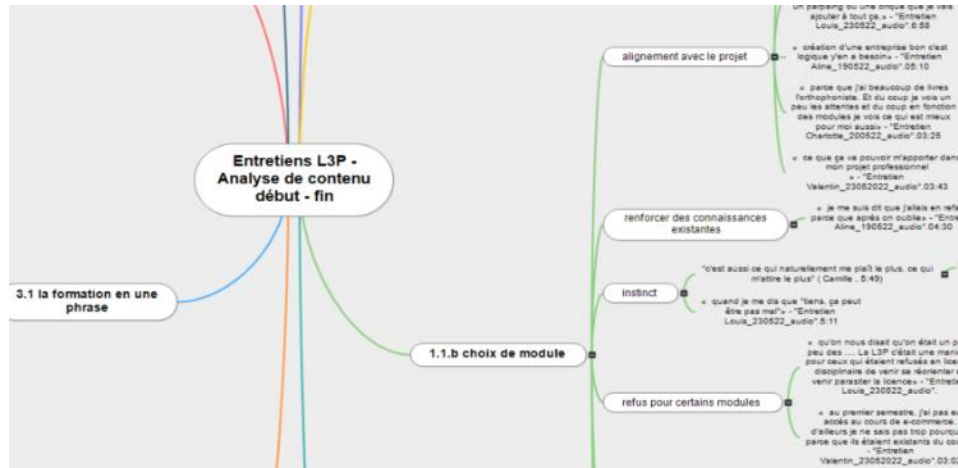 un parpaing ou une brique que je vais
ajouter à tout ça.» - "Entretien
Louis_230522_audio".6:58
alignement avec le projet
« création d'une entreprise bon c'est
logique y'en a besoin» - "Entretien
Aline_190522_audio".05:10
« parce que j'ai beaucoup de livres
l'orthophoniste. Et du coup je vois un
peu les attentes et du coup en fonction
des modules je vois ce qui est mieux
pour moi aussi» - "Entretien
Charlotte_200522_audio".03:25
« ce que ça va pouvoir m'apporter dans
mon projet professionnel
« - "Entretien
Valentin_23052022_audio".03:43
Entretiens L3P -
Analyse de contenu
début - fin
renforcer des connaissances
existantes
« je me suis dit que j'allais en refa
parce que après on oublie» - "Entre
Aline_190522_audio".04:30
3.1 la formation en une
phrase
instinct
"c'est aussi ce qui naturellement me plaît le plus, ce qui
m'attire le plus" ( Camille , 5:49)
« quand je me dis que "tiens, ça peut
être pas mal"» - "Entretien
Louis_230522_audio".5:11
1.1.b choix de module
refus pour certains modules
« qu'on nous disait qu'on était un p
peu des .... La L3P c'était une mani
pour ceux qui étaient refusés en lice
disciplinaire de venir se réorienter e
venir parasiter la licence» - "Entreti
Louis_230522_audio".
« au premier semestre, j'ai pas eu
accès au cours de e-commerce,
d'ailleurs je ne sais pas trop pourqu
parce que ils étaient existants du cou
- "Entretien
Valentin_23052022_audio".03:02